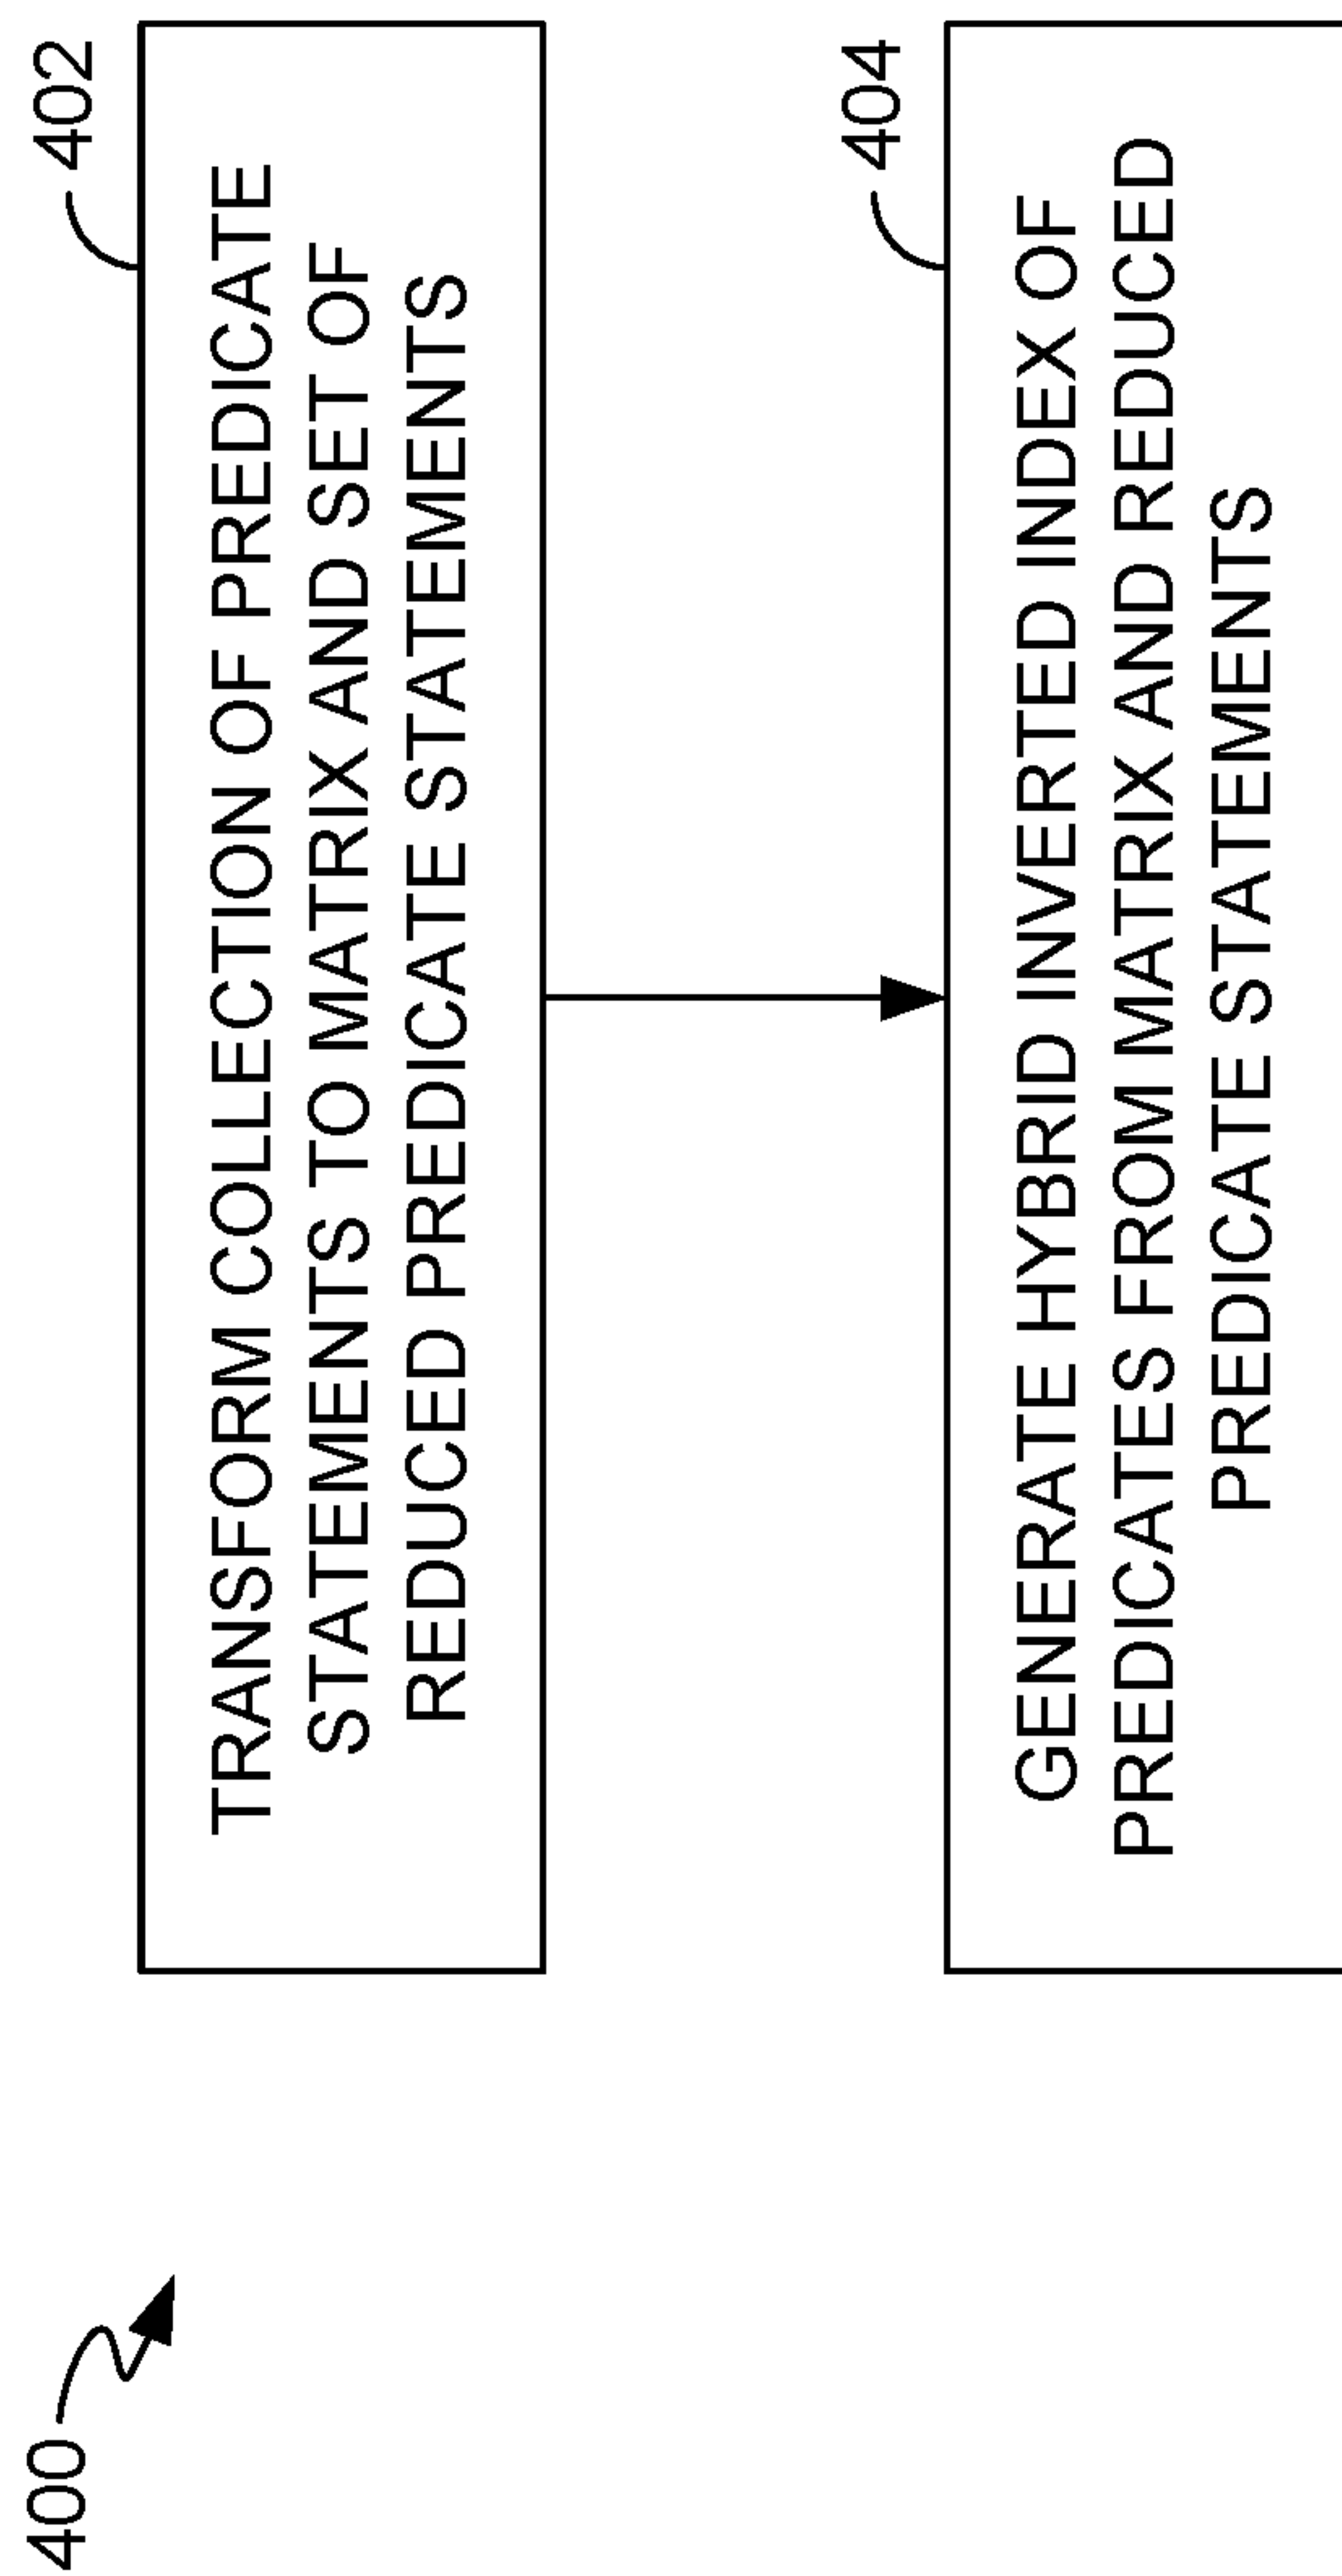 400
402
TRANSFORM COLLECTION OF PREDICATE
STATEMENTS TO MATRIX AND SET OF
REDUCED PREDICATE STATEMENTS
404
GENERATE HYBRID INVERTED INDEX OF
PREDICATES FROM MATRIX AND REDUCED
PREDICATE STATEMENTS